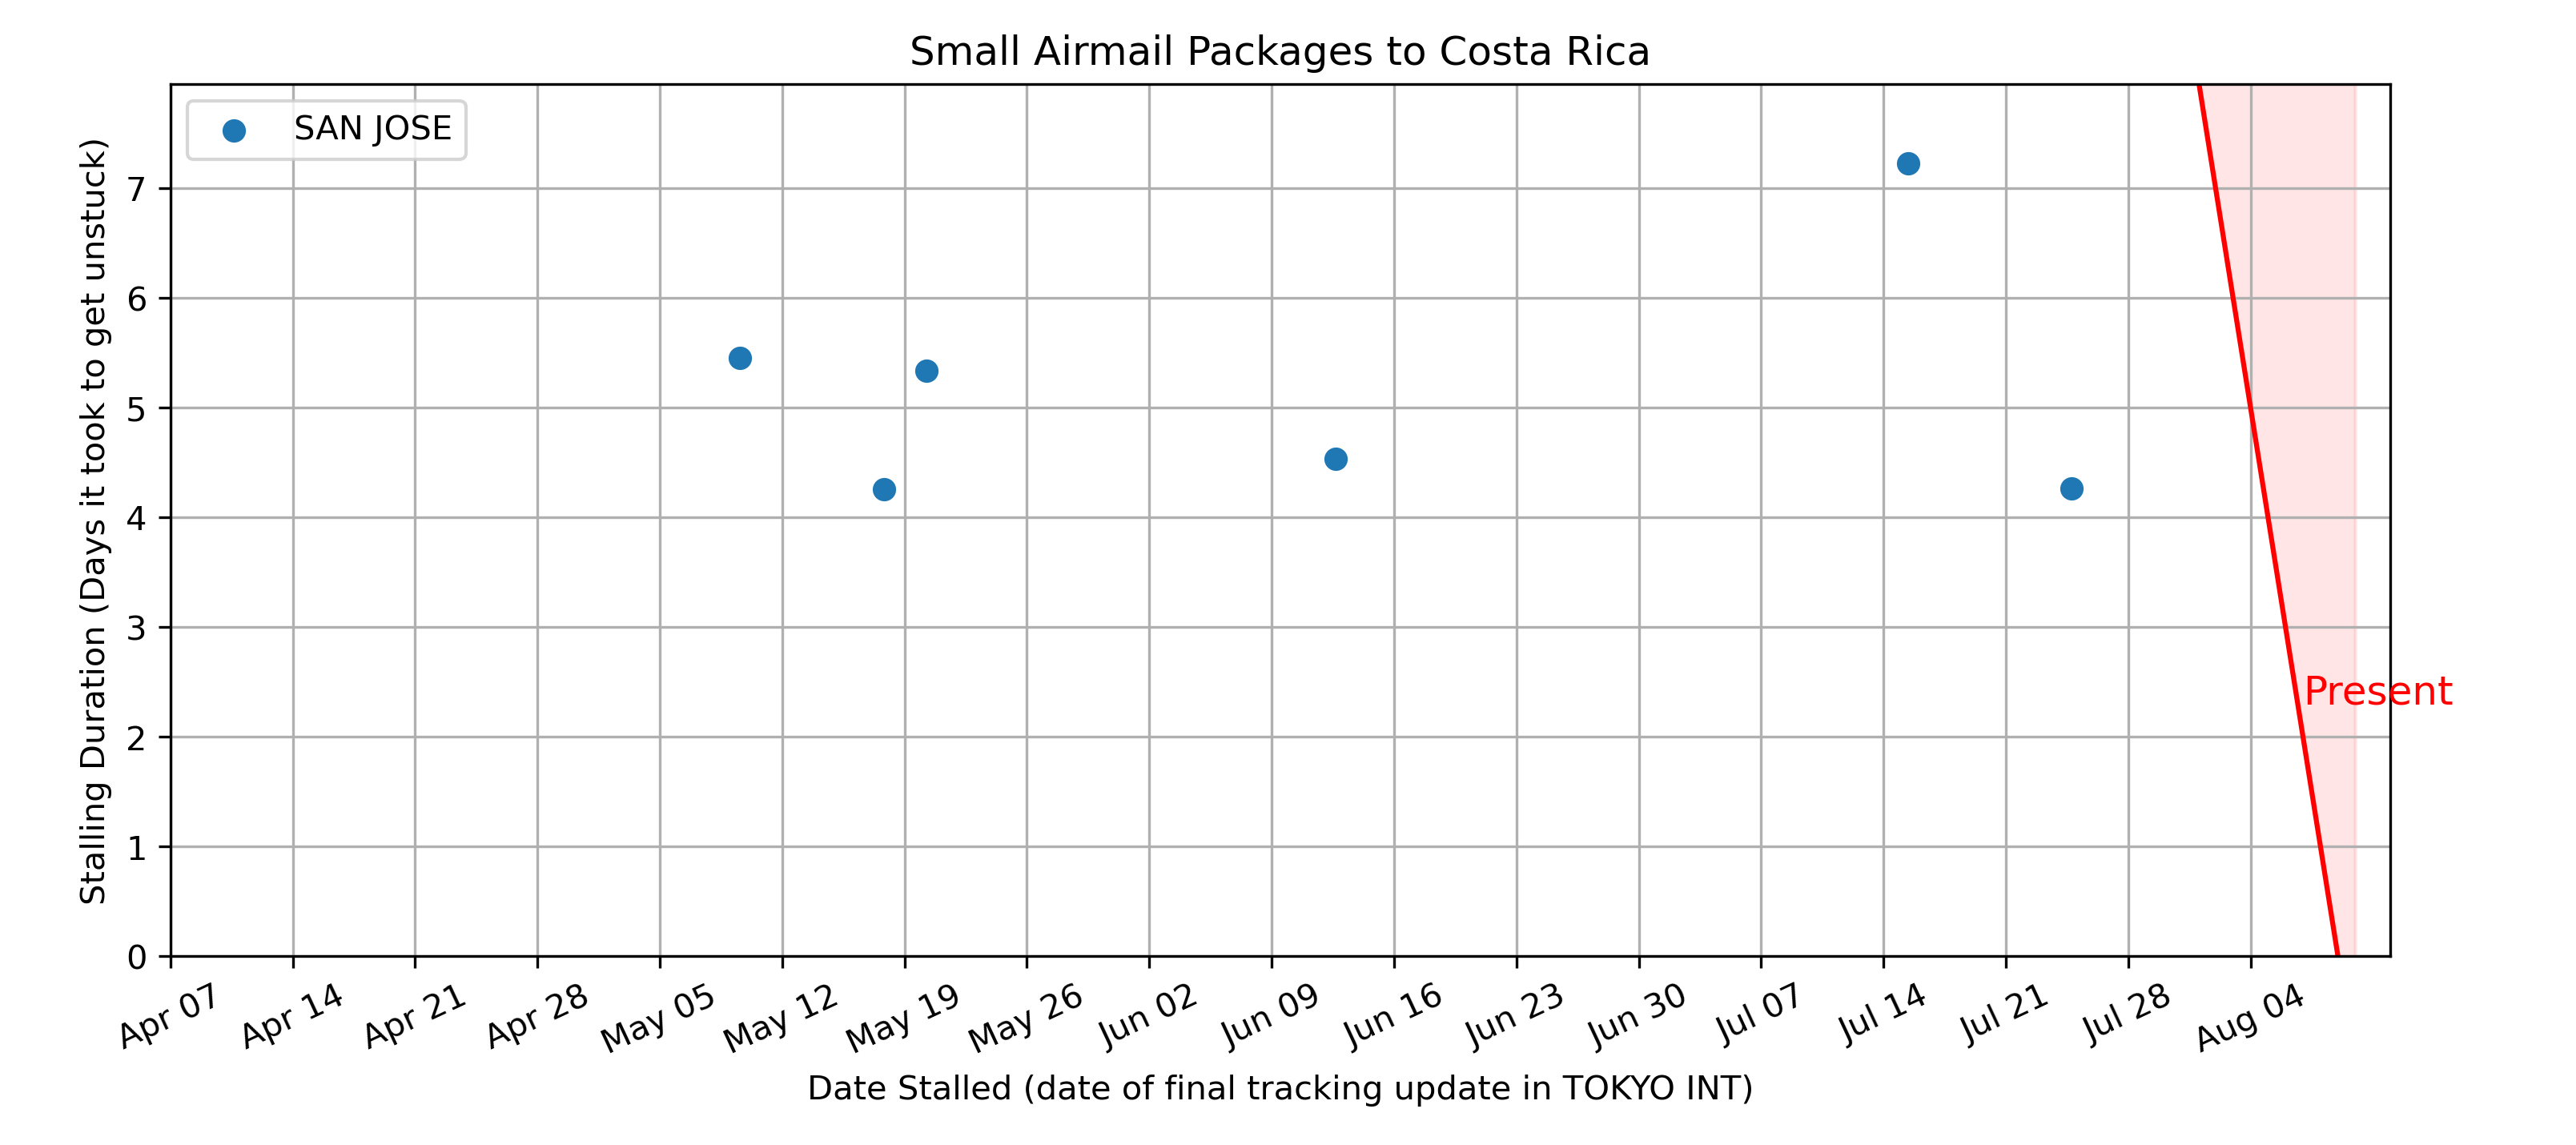 Small Airmail Packages to Costa Rica
SAN JOSE
Stalling Duration (Days it took to get unstuck)
7
6
5
4
3
2
1
0
Present
Apr 07
Apr 14
Apr 21
Apr 28
May 05
May 12
May 19
May 26
Jun 02
Jun 09
Jun 16
Jun 23
Jun 30
Jul 07
Jul 14
Jul 21
Jul 28
Aug 04
Date Stalled (date of final tracking update in TOKYO INT)